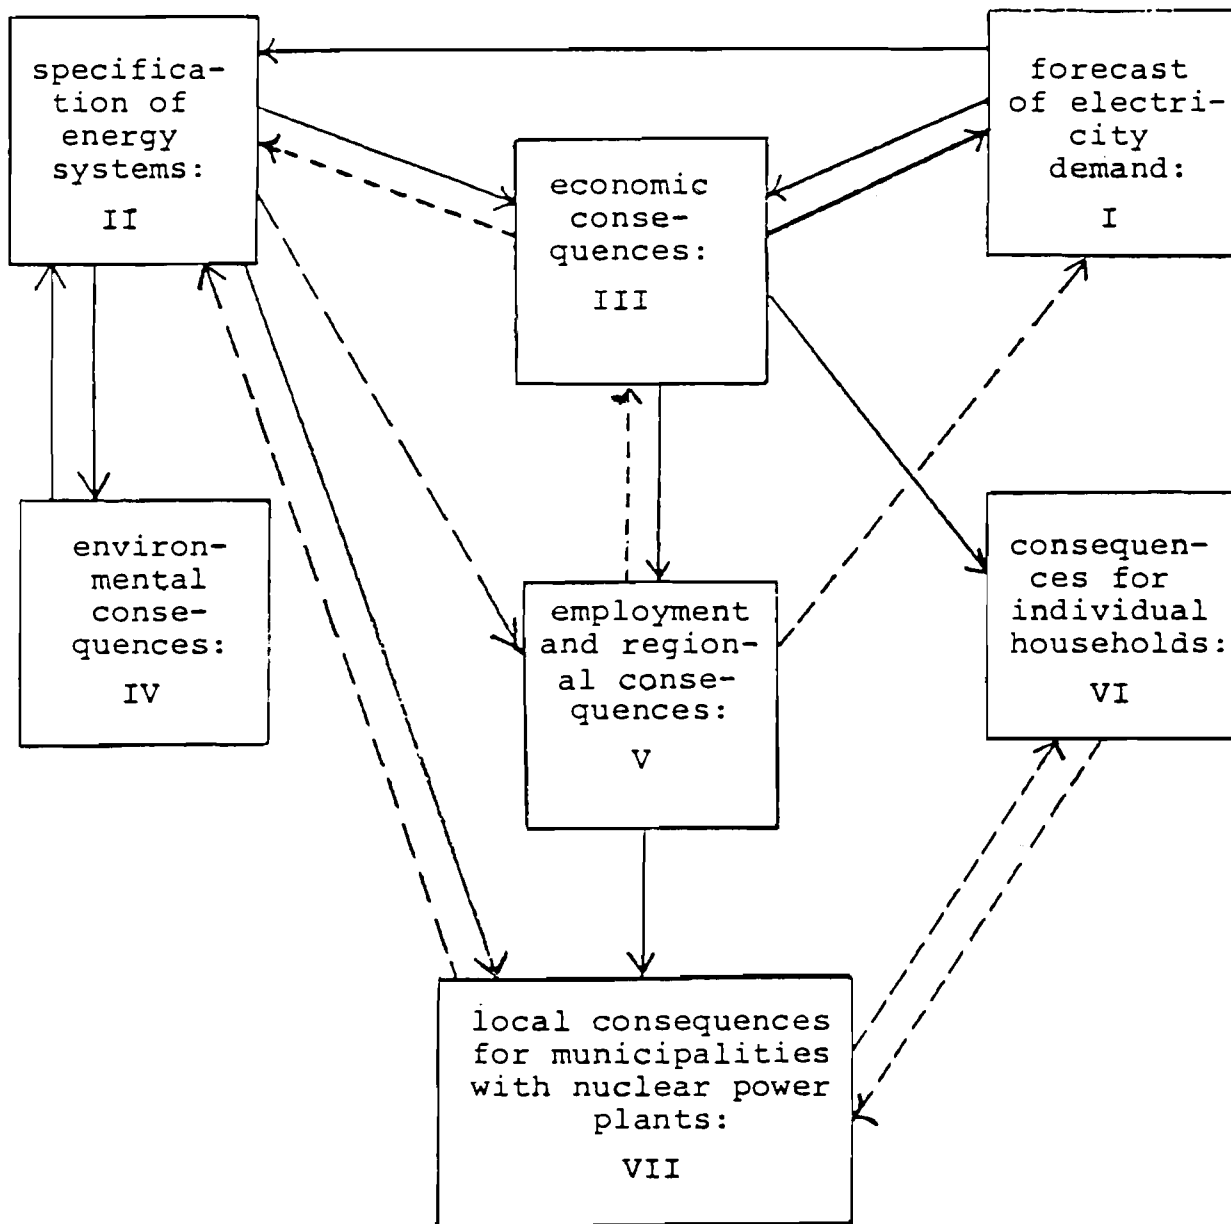 specifica-
tion of
energy
systems:
II
forecast
of electri-
city
demand:
I
economic
conse-
quences:
III
environ-
mental
conse-
quences:
IV
employment
and region-
al conse-
quences:
V
consequen-
ces for
individual
households:
VI
local consequences
for municipalities
with nuclear power
plants:
VII